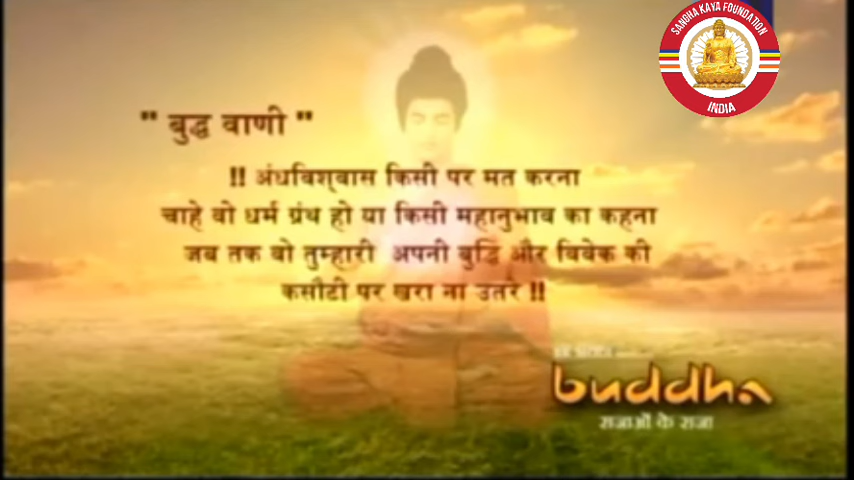 SANGHA KAYA FOUNDATION
INDIA
" बुद्ध वाणी "
!! अंधविश्वास किसी पर मत करना
चाहे वो धर्म ग्रंथ हो या किसी महानुभाव का कहना
जब तक वो तुम्हारी अपनी बुद्धि और विवेक की
कसौटी पर खरा ना उतरे !!
buddha
राजाओं के राजा